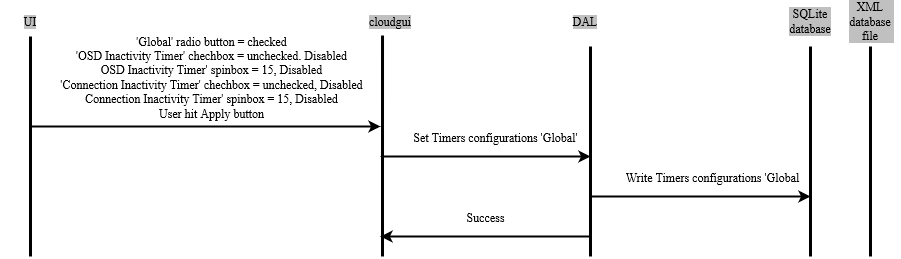 UI
cloudgui
DAL
SQLite
database
XML
database
file
'Global' radio button = checked
'OSD Inactivity Timer' chechbox = unchecked. Disabled
OSD Inactivity Timer' spinbox = 15, Disabled
'Connection Inactivity Timer' chechbox = unchecked, Disabled
Connection Inactivity Timer' spinbox = 15, Disabled
User hit Apply button
Set Timers configurations 'Global'
Write Timers configurations 'Global
Success